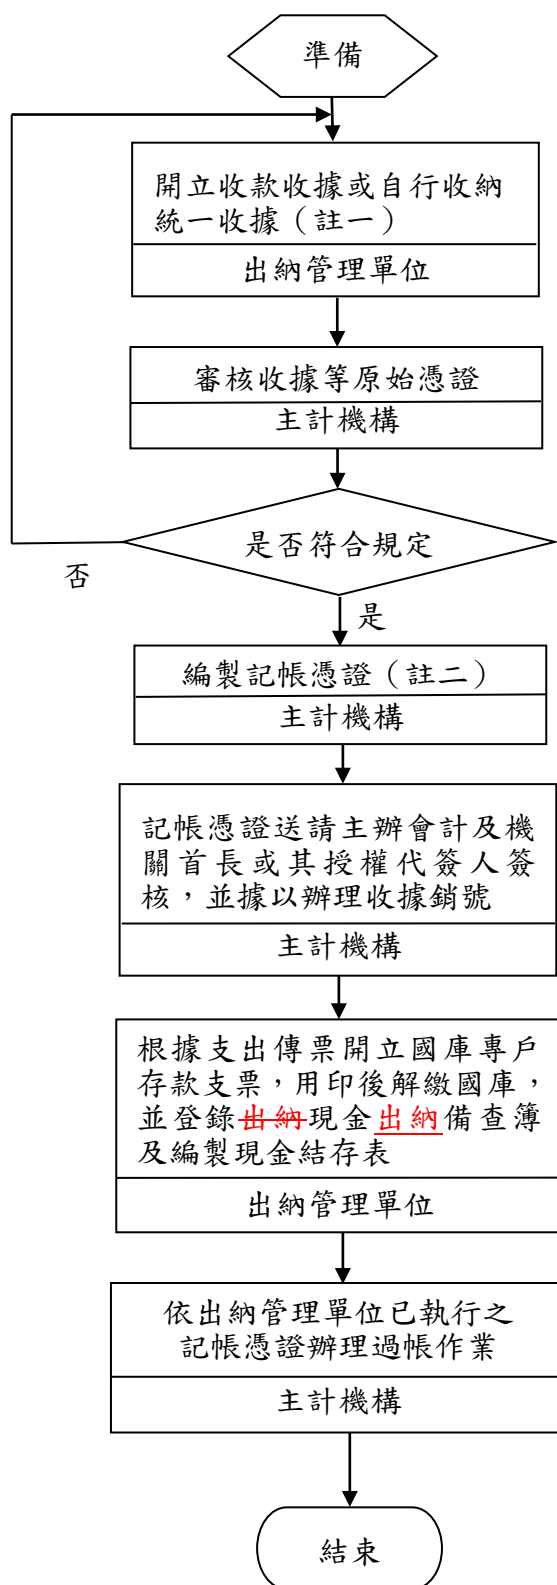 準備
開立收款收據或自行收納
統一收據（註一）
出納管理單位
審核收據等原始憑證
主計機構
是否符合規定
否
是
編製記帳憑證（註二）
主計機構
記帳憑證送請主辦會計及機
關首長或其授權代簽人簽
核，並據以辦理收據銷號
主計機構
根據支出傳票開立國庫專戶
存款支票，用印後解繳國庫，
並登錄出納現金出納備查簿
及編製現金結存表
出納管理單位
依出納管理單位已執行之
記帳憑證辦理過帳作業
主計機構
結束